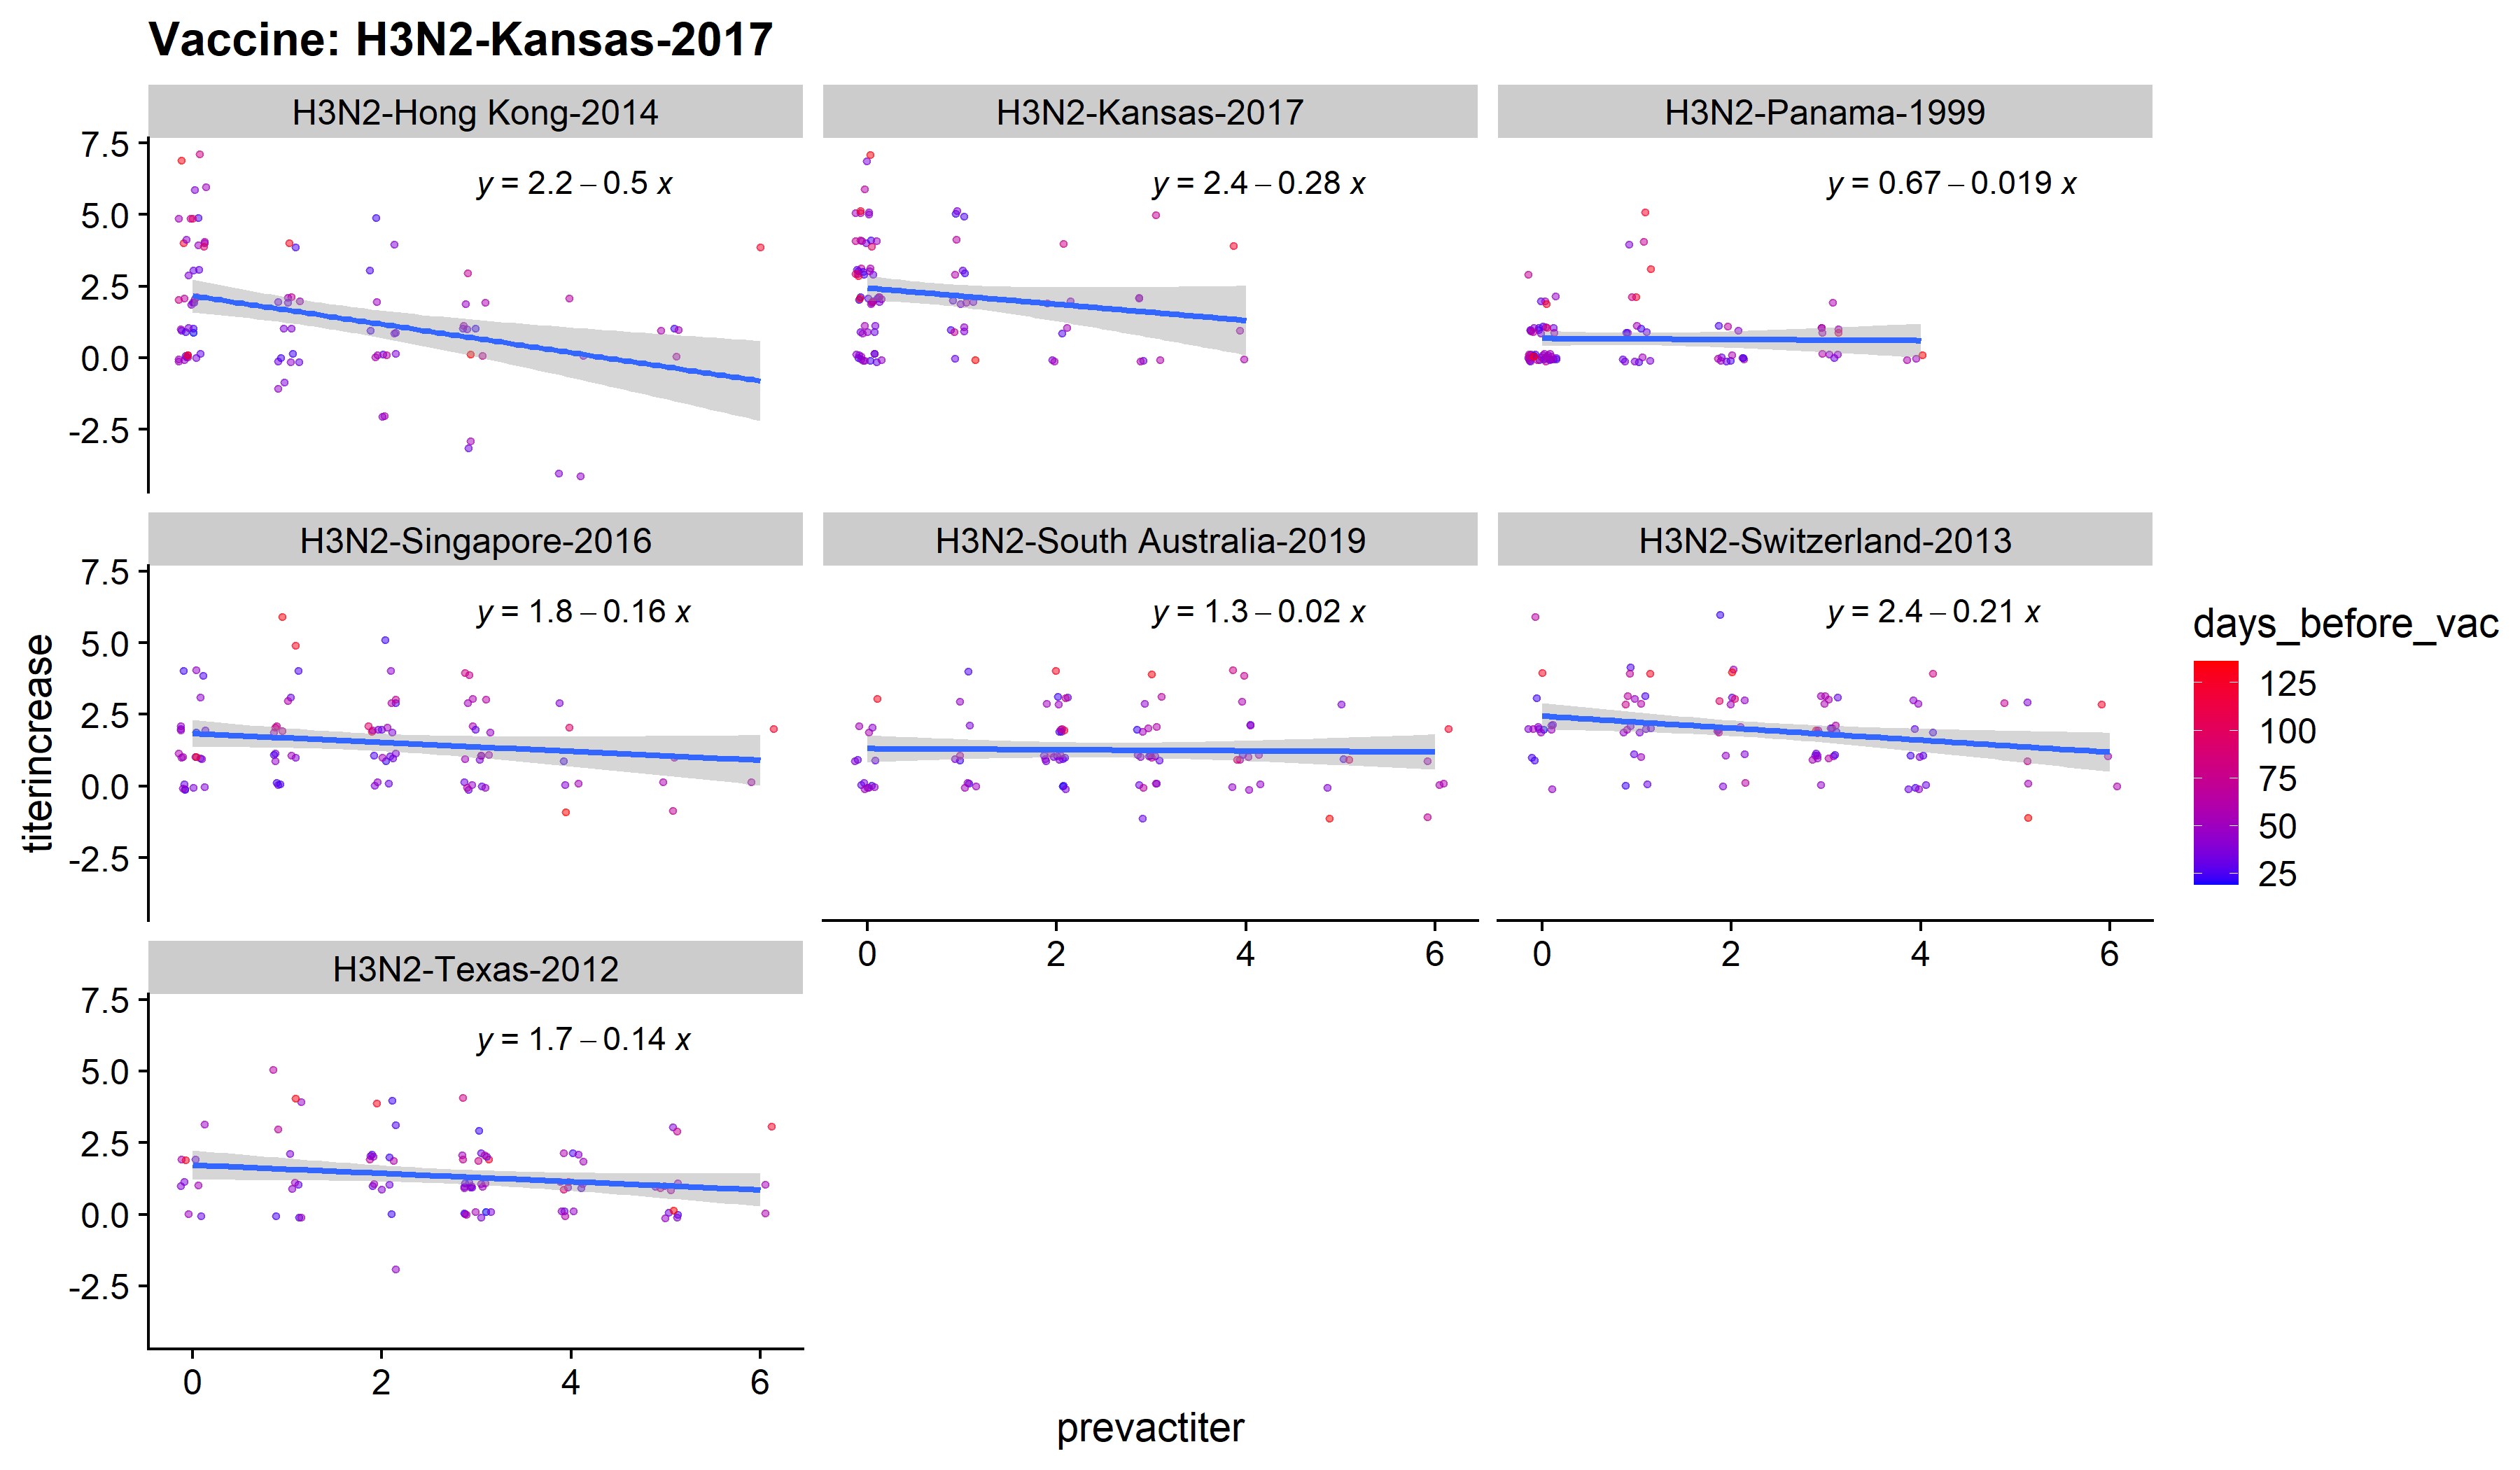 Vaccine: H3N2-Kansas-2017
H3N2-Hong Kong-2014
H3N2-Kansas-2017
H3N2-Panama-1999
7.5
5.0
2.5
0.0
-2.5
y = 2.2 – 0.5 x
y = 2.4 – 0.28 x
y = 0.67 – 0.019 x
H3N2-Singapore-2016
H3N2-South Australia-2019
H3N2-Switzerland-2013
7.5
5.0
2.5
0.0
-2.5
y = 1.8 – 0.16 x
y = 1.3 – 0.02 x
y = 2.4 – 0.21 x
0 2 4 6
0 2 4 6
H3N2-Texas-2012
7.5
5.0
2.5
0.0
-2.5
y = 1.7 – 0.14 x
0 2 4 6
titerincrease
prevactiter
days_before_vac
125
100
75
50
25